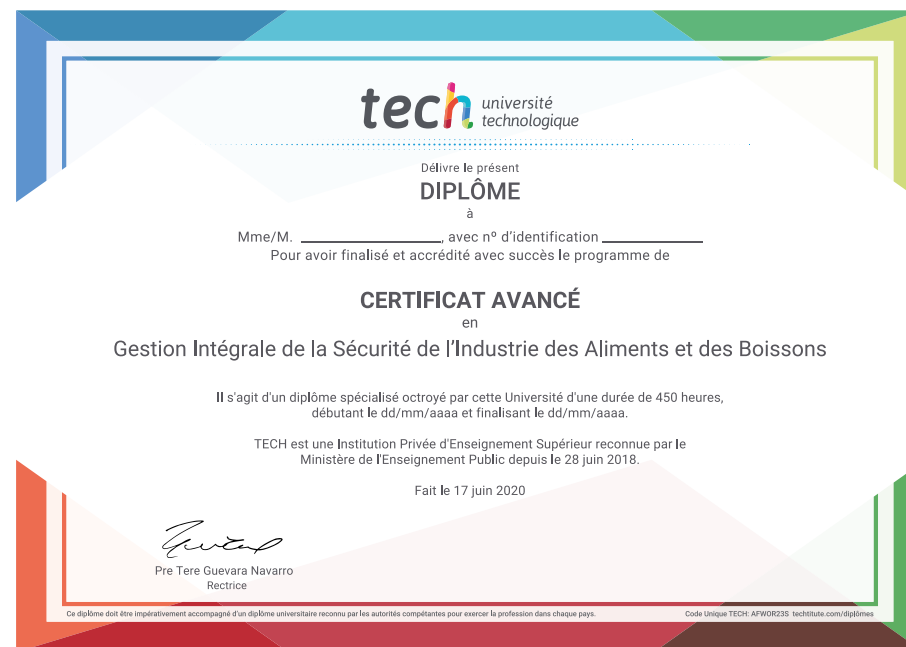 tech université
technologique
Délivre le présent
DIPLÔME
à
Mme/M. ____________________, avec nº d'identification ______________
Pour avoir finalisé et accrédité avec succès le programme de
CERTIFICAT AVANCÉ
en
Gestion Intégrale de la Sécurité de l'Industrie des Aliments et des Boissons
Il s'agit d'un diplôme spécialisé octroyé par cette Université d'une durée de 450 heures,
débutant le dd/mm/aaaa et finalisant le dd/mm/aaaa.
TECH est une Institution Privée d'Enseignement Supérieur reconnue par le
Ministère de l'Enseignement Public depuis le 28 juin 2018.
Fait le 17 juin 2020
Pre Tere Guevara Navarro
Rectrice
Ce diplôme doit être impérativement accompagné d'un diplôme universitaire reconnu par les autorités compétantes pour exercer la profession dans chaque pays.
Code Unique TECH: AFWOR23S techtitute.com/diplômes